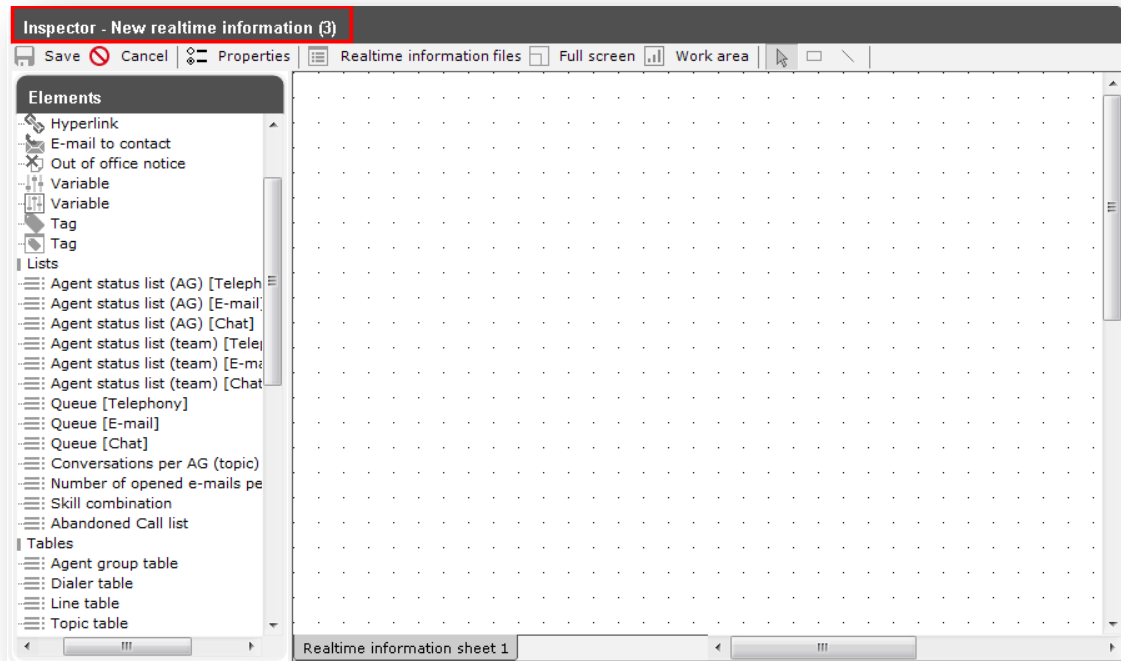 Inspector - New realtime information (3)
Save Cancel Properties Realtime information files Full screen Work area
Elements
Hyperlink
E-mail to contact
Out of office notice
Variable
Variable
Tag
Tag
Lists
Agent status list (AG) [Teleph
Agent status list (AG) [E-mail]
Agent status list (AG) [Chat]
Agent status list (team) [Tele
Agent status list (team) [E-ma
Agent status list (team) [Chat
Queue [Telephony]
Queue [E-mail]
Queue [Chat]
Conversations per AG (topic)
Number of opened e-mails pe
Skill combination
Abandoned Call list
Tables
Agent group table
Dialer table
Line table
Topic table
Realtime information sheet 1